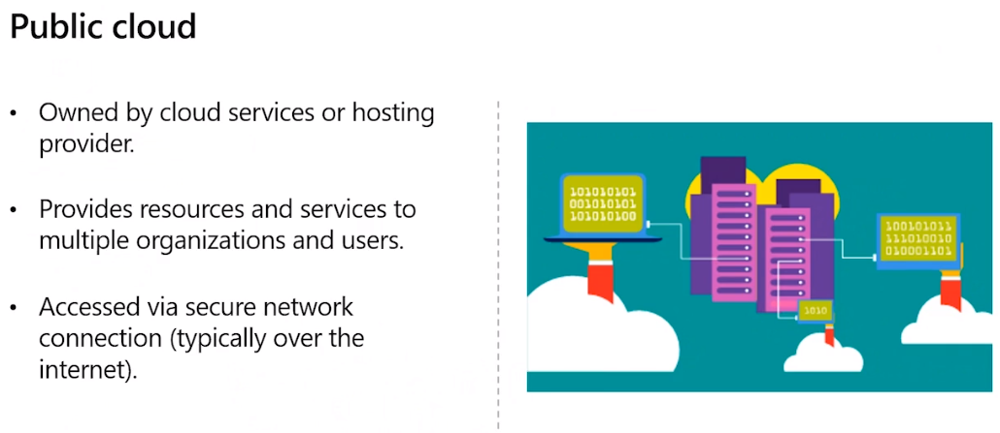 Public cloud
• Owned by cloud services or hosting
provider.
• Provides resources and services to
multiple organizations and users.
• Accessed via secure network
connection (typically over the
internet).
101010101
001010101
101010100
100101011
111010010
010001101
1010